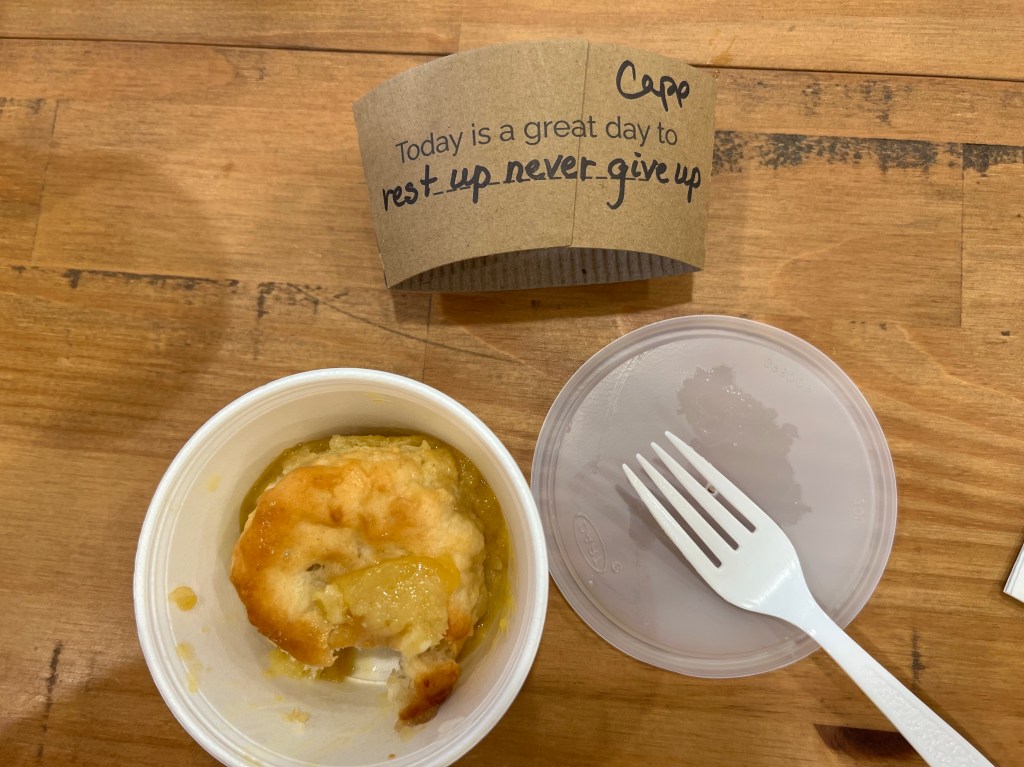 Capp
Today is a great day to
rest up never give up